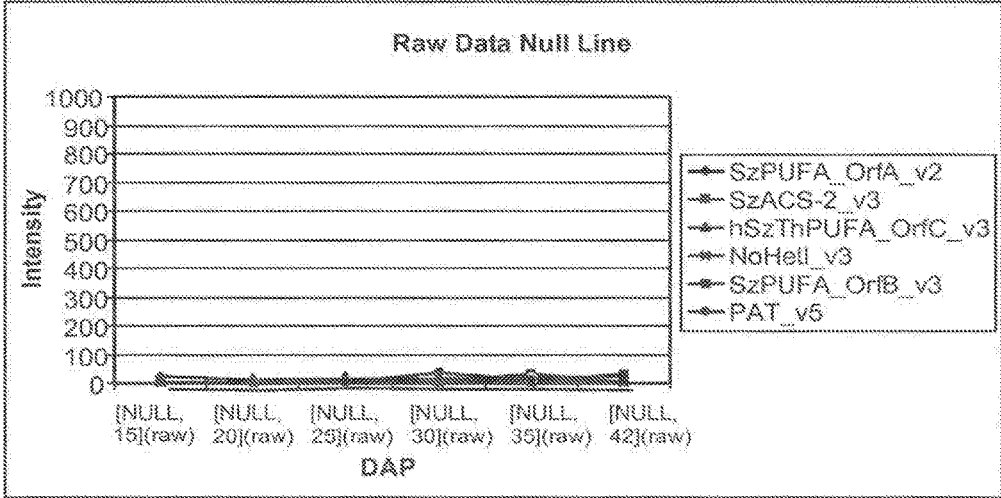 Raw Data Null Line
Intensity
1000
900
800
700
600
500
400
300
200
100
0
[NULL, 15](raw)
[NULL, 20](raw)
[NULL, 25](raw)
[NULL, 30](raw)
[NULL, 35](raw)
[NULL, 42](raw)
DAP
SzPUFA_OrfA_v2
SzACS-2_v3
hSzThPUFA_OrfC_v3
NoHelI_v3
SzPUFA_OrfB_v3
PAT_v5